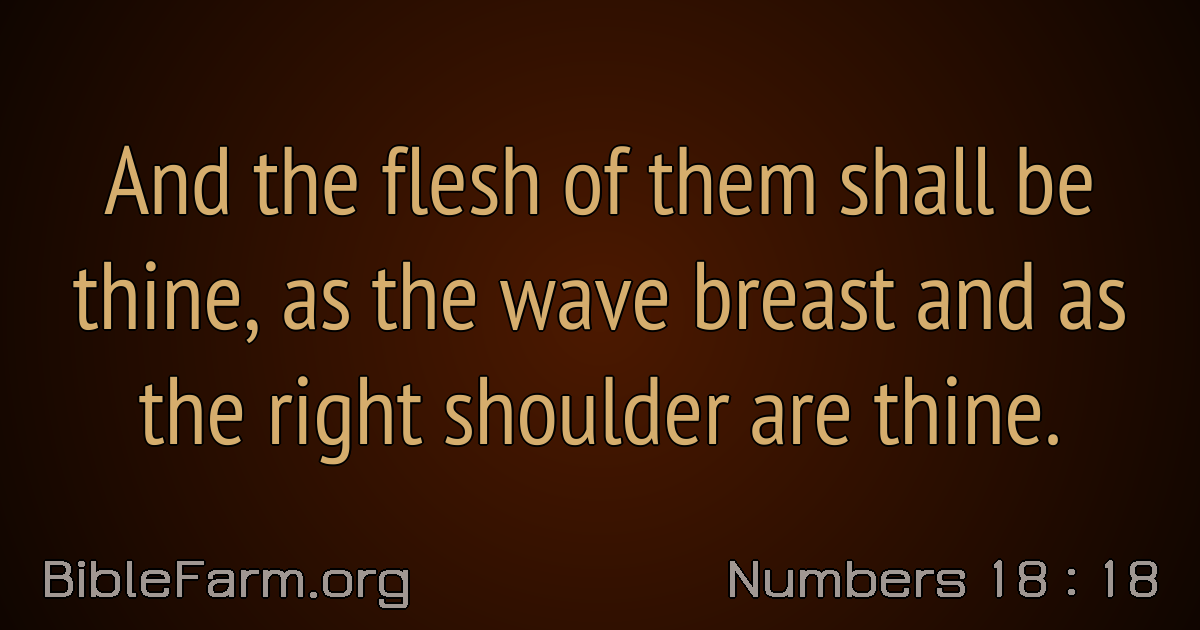 And the flesh of them shall be
thine, as the wave breast and as
the right shoulder are thine.
BibleFarm.org
Numbers 18 : 18